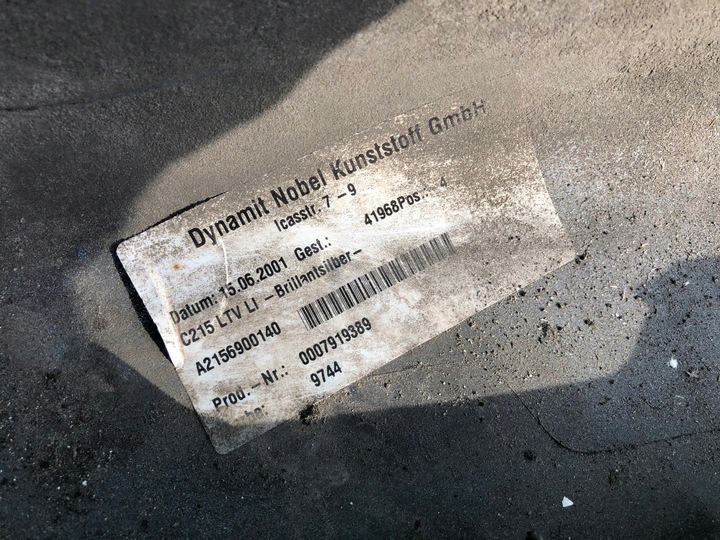 Dynamit Nobel Kunststoff GmbH
Icasstr. 7 - 9
Datum: 15.06.2001 Gest.: 41968Pos.: 4
C215 LTV LI -Brillantsilber-
A2156900140
Prod.-Nr.: 0007919389
9744